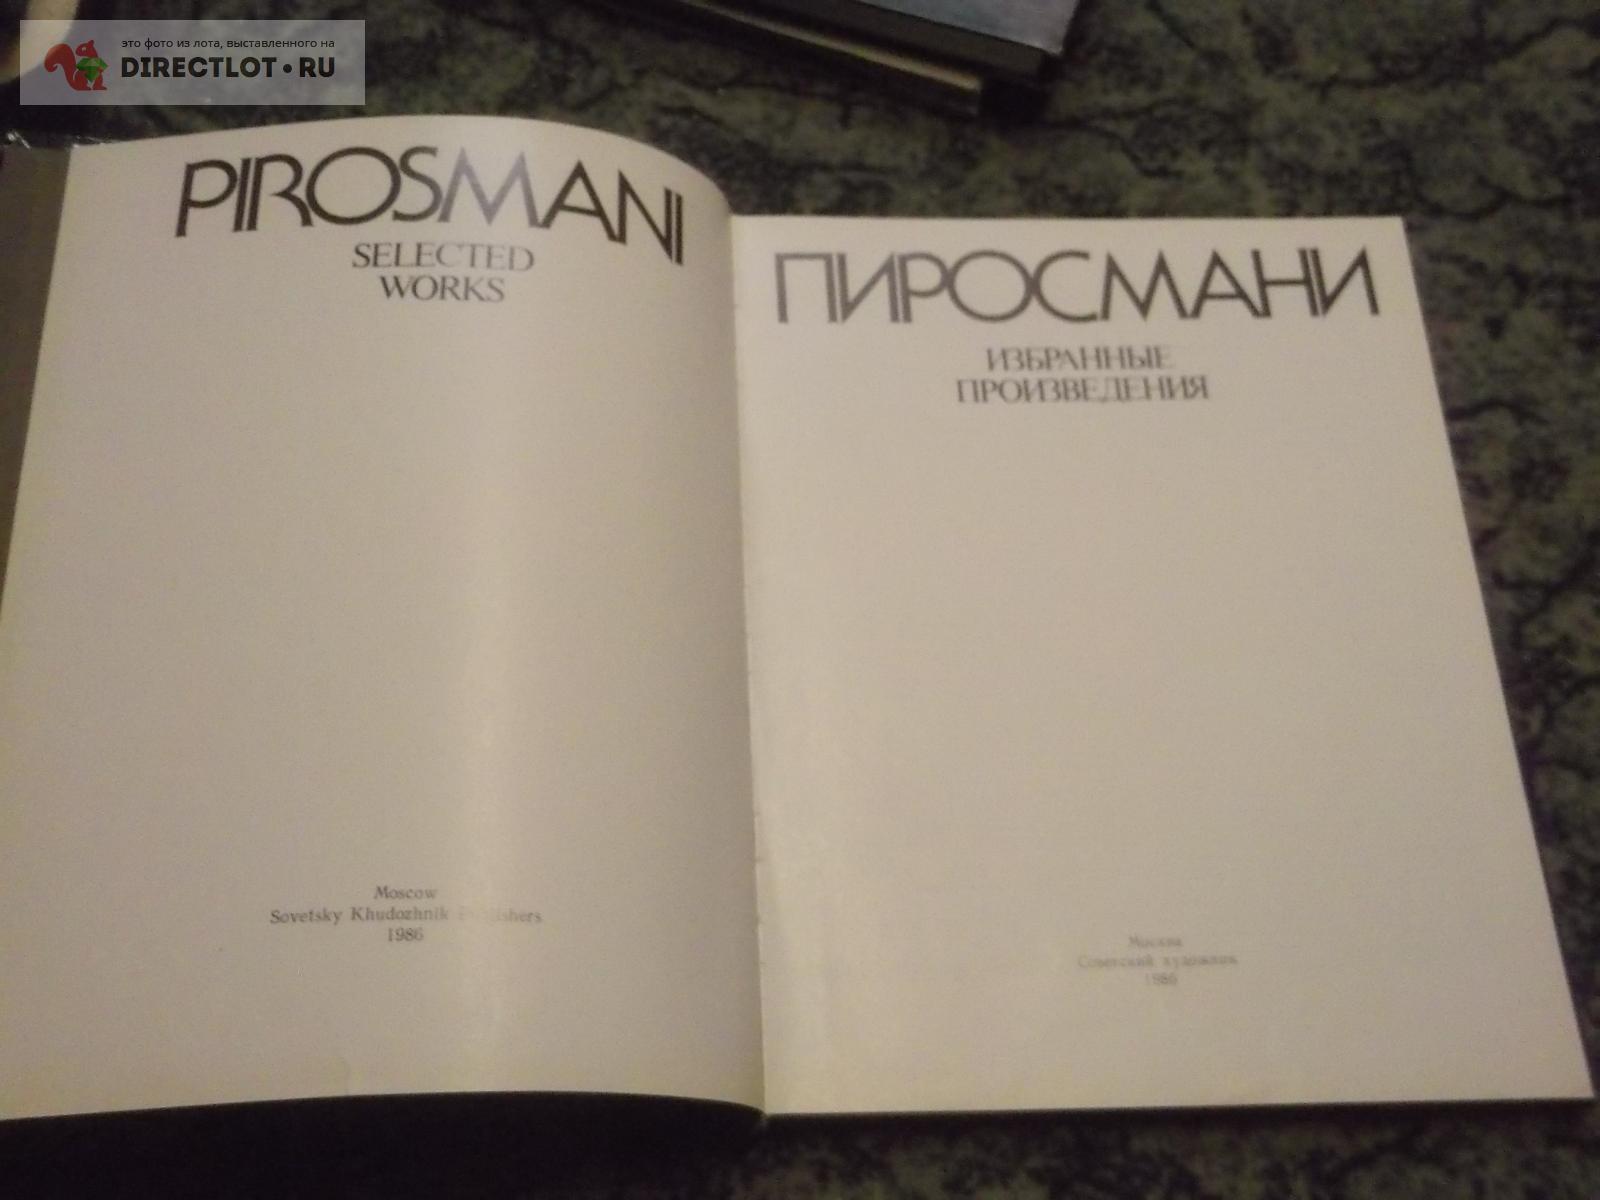 это фото из лота, выставленного на
DIRECTLOT•RU
PIROSMANI
SELECTED
WORKS
Moscow
Sovetsky Khudozhnik Publishers
1986
ПИРОСМАНИ
ИЗБРАННЫЕ
ПРОИЗВЕДЕНИЯ
Москва
Советский художник
1986